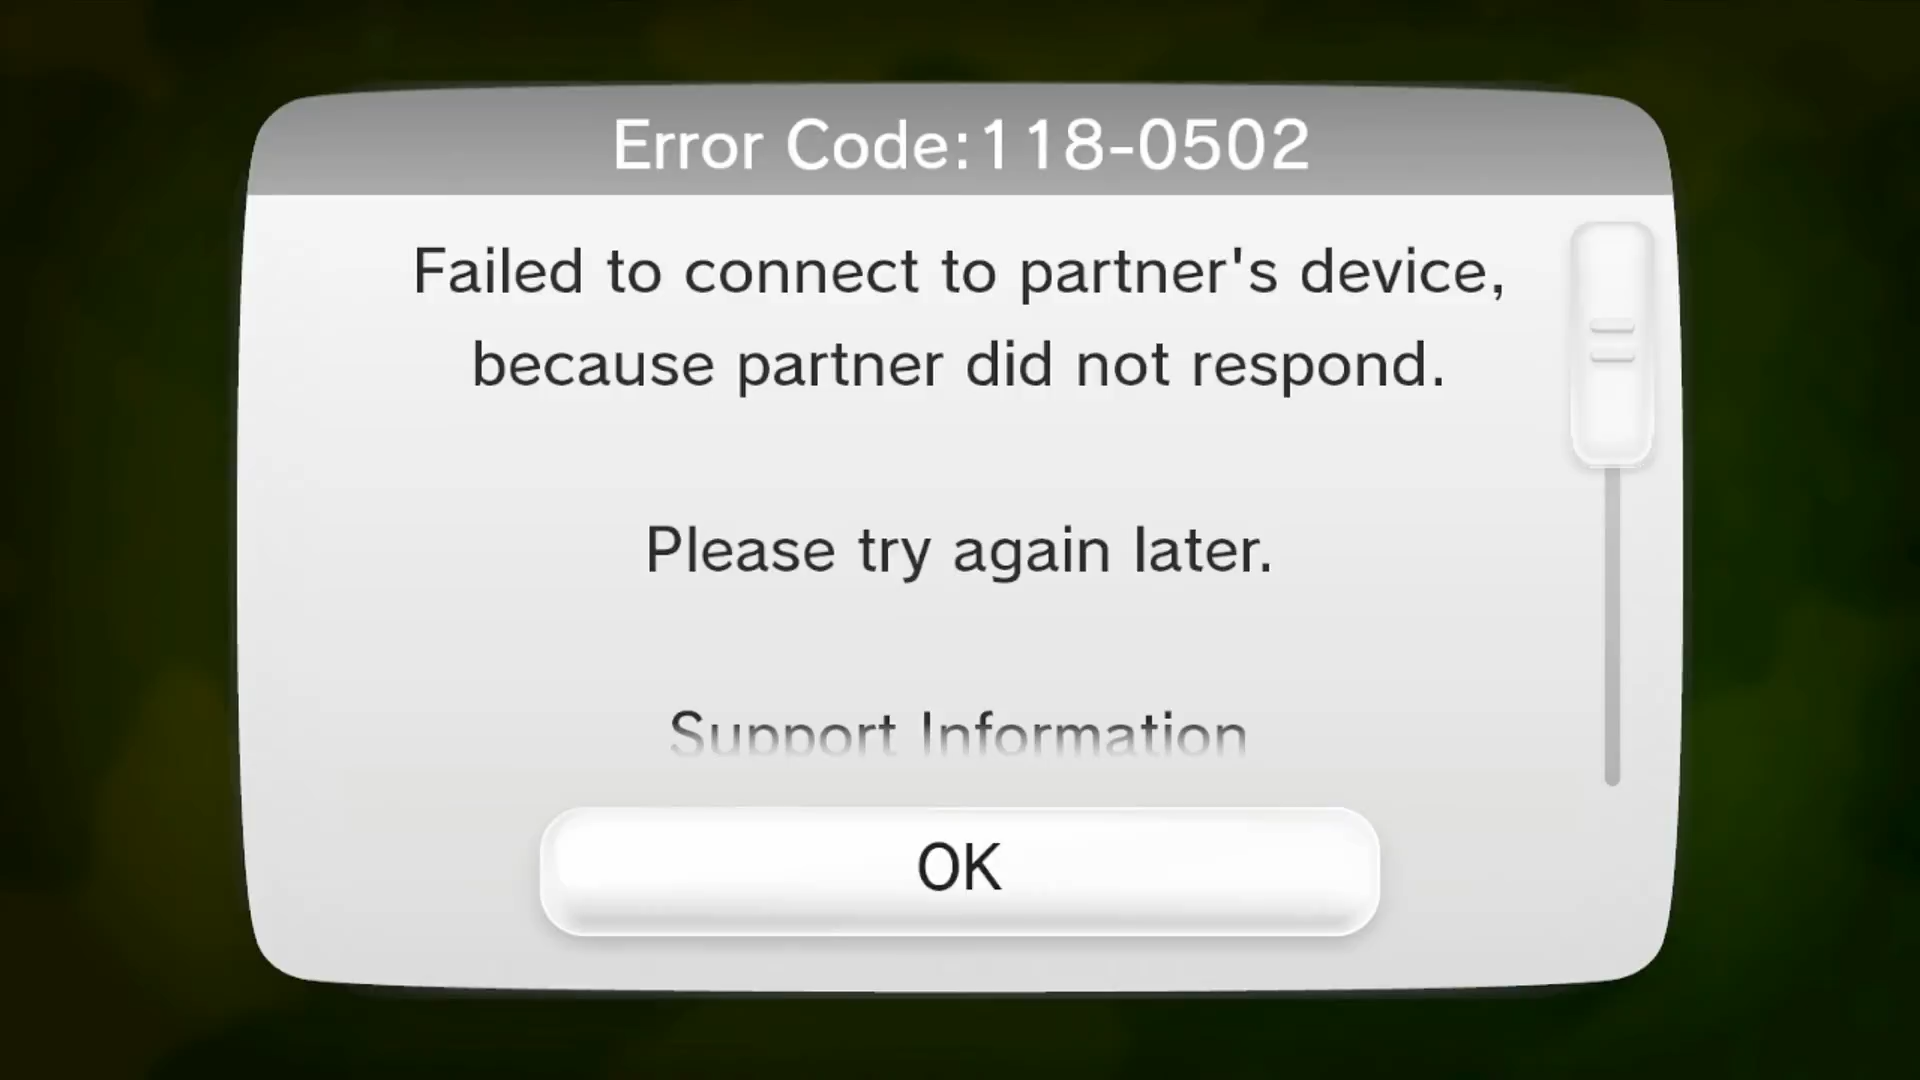 Error Code:118-0502
Failed to connect to partner's device,
because partner did not respond.
Please try again later.
Support Information
OK